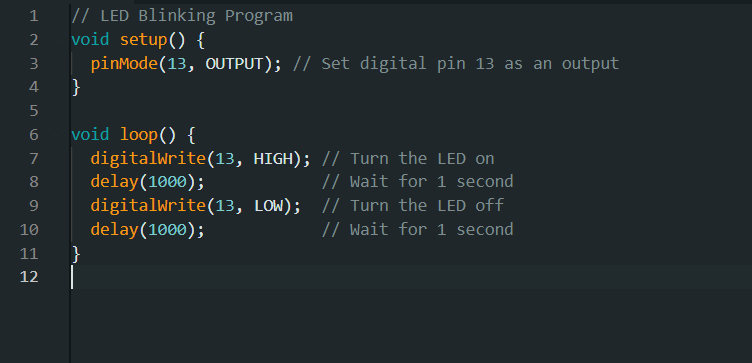 1 // LED Blinking Program
2 void setup() {
3   pinMode(13, OUTPUT); // Set digital pin 13 as an output
4 }
5
6 void loop() {
7   digitalWrite(13, HIGH); // Turn the LED on
8   delay(1000);            // Wait for 1 second
9   digitalWrite(13, LOW);  // Turn the LED off
10   delay(1000);            // Wait for 1 second
11 }
12